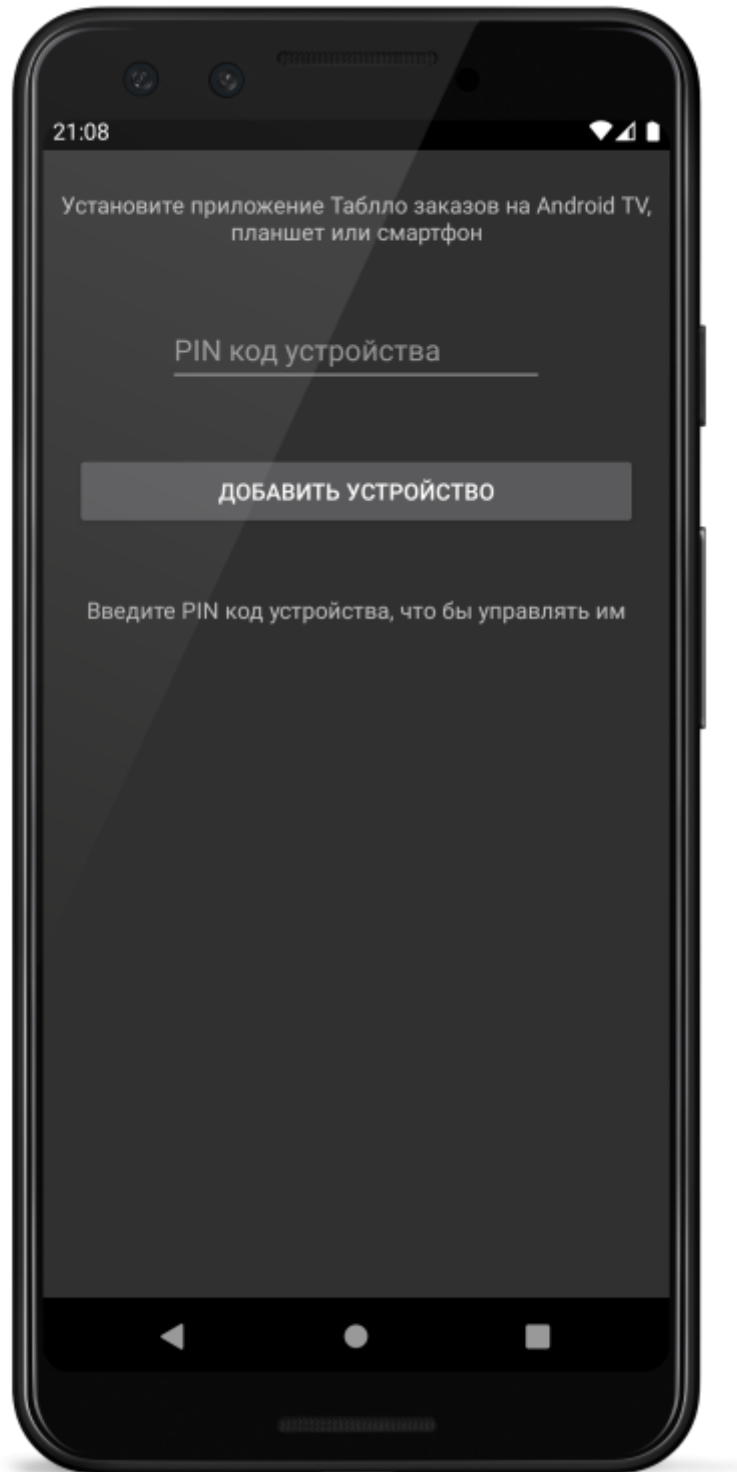 21:08
Установите приложение Таблло заказов на Android TV,
планшет или смартфон
PIN код устройства
ДОБАВИТЬ УСТРОЙСТВО
Введите PIN код устройства, что бы управлять им